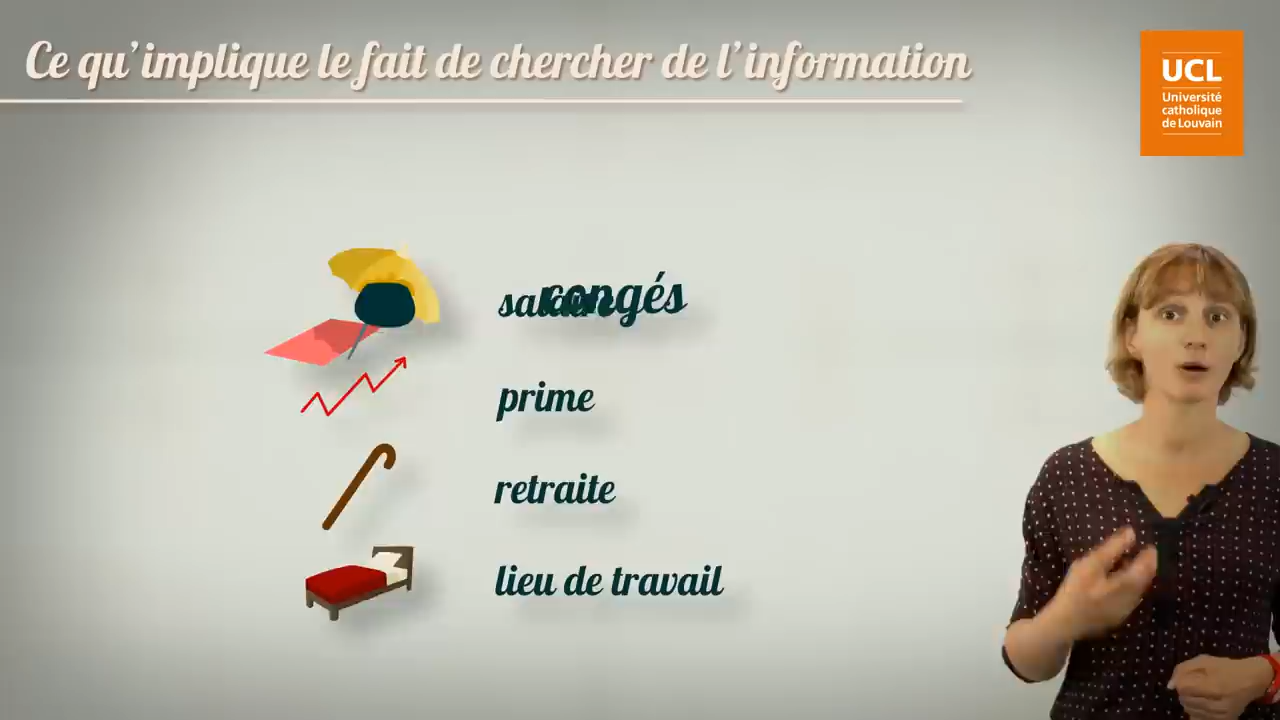 Ce qu'implique le fait de chercher de l'information
UCL
Université
catholique
de Louvain
congés
prime
retraite
lieu de travail